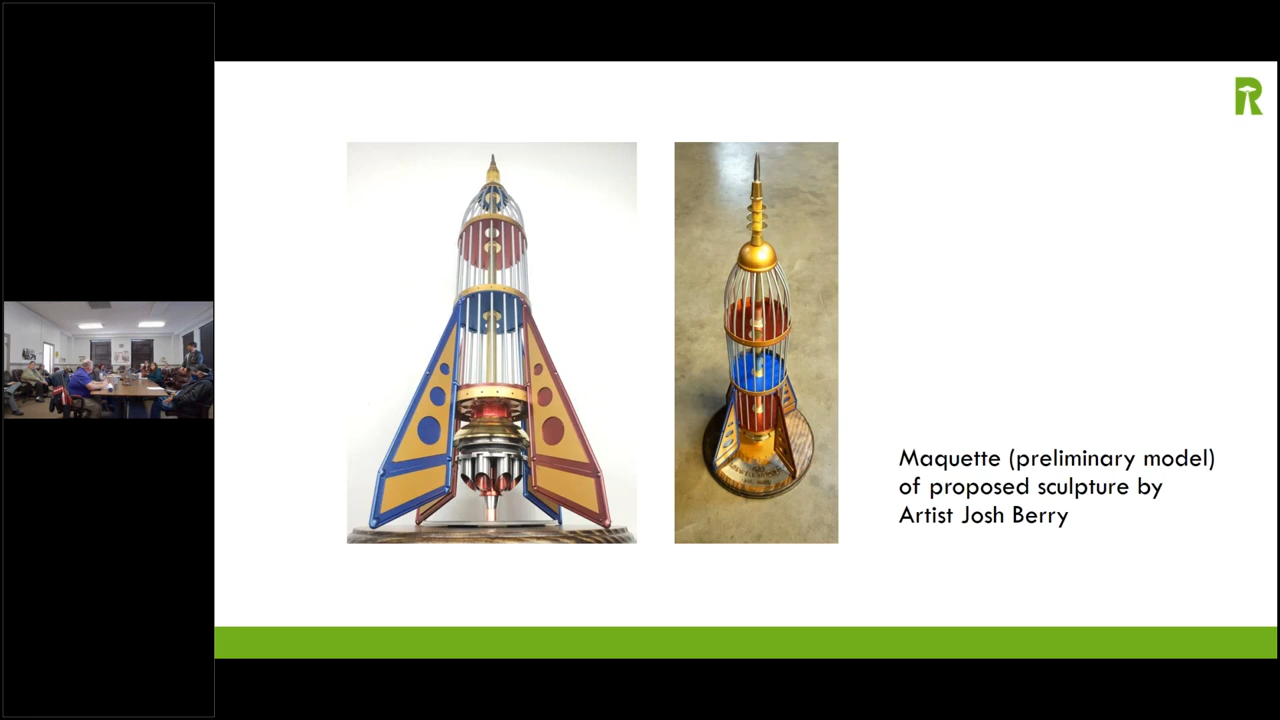 R
Maquette (preliminary model)
of proposed sculpture by
Artist Josh Berry